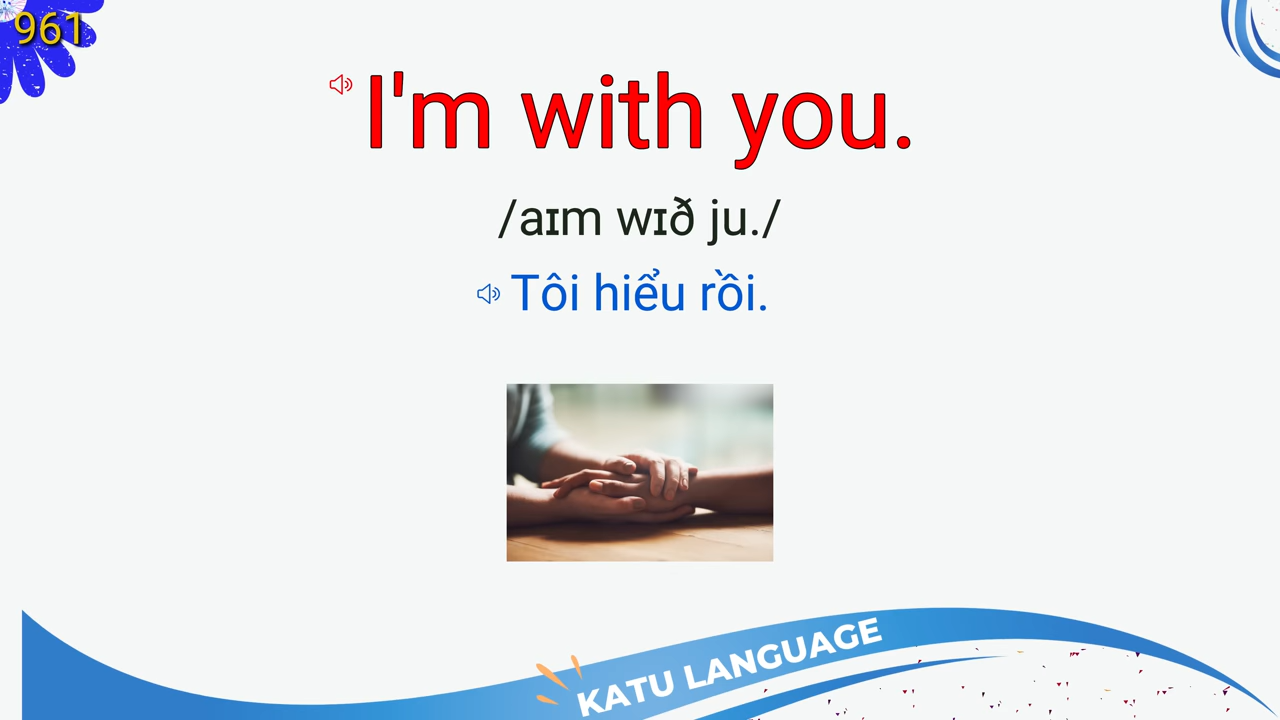 961
I'm with you.
/aɪm wɪð ju./
Tôi hiểu rồi.
KATU LANGUAGE